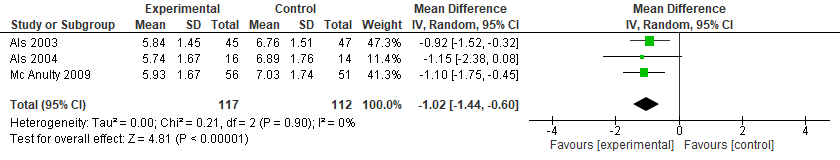 Experimental Control Mean Difference Mean Difference
Study or Subgroup Mean SD Total Mean SD Total Weight IV, Random, 95% CI IV, Random, 95% CI
Als 2003 5.84 1.45 45 6.76 1.51 47 47.3% -0.92 [-1.52, -0.32]
Als 2004 5.74 1.67 16 6.89 1.76 14 11.4% -1.15 [-2.38, 0.08]
Mc Anulty 2009 5.93 1.67 56 7.03 1.74 51 41.3% -1.10 [-1.75, -0.45]
Total (95% CI) 117 112 100.0% -1.02 [-1.44, -0.60]
Heterogeneity: Tau² = 0.00; Chi² = 0.21, df = 2 (P = 0.90); I² = 0%
Test for overall effect: Z = 4.81 (P < 0.00001)
-4 -2 0 2 4
Favours [experimental] Favours [control]